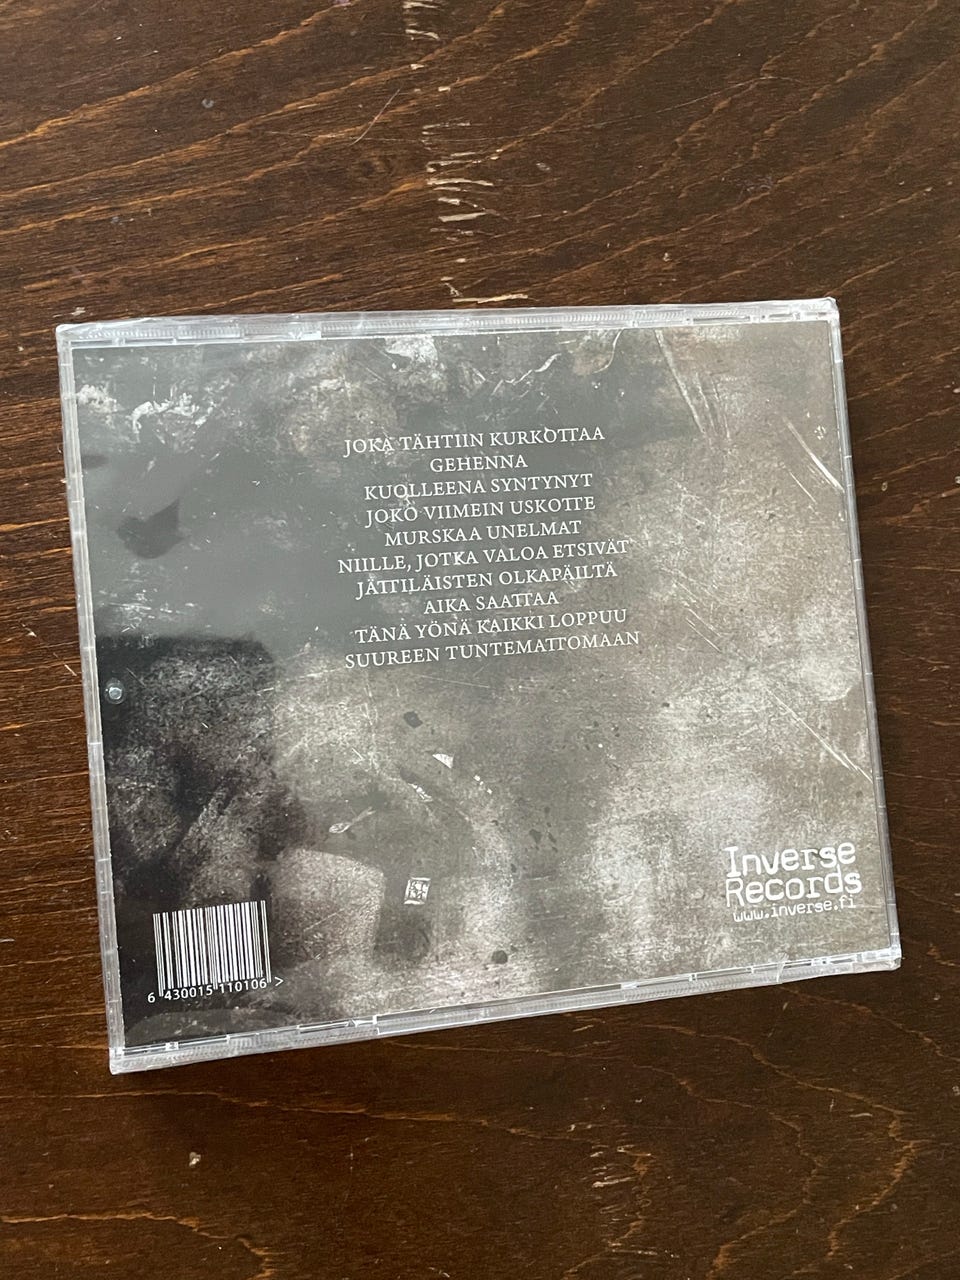 JOKA TÄHTIIN KURKOTTAA
GEHENNA
KUOLLEENA SYNTYNYT
JOKO VIIMEIN USKOTTE
MURSKAA UNELMAT
NIILLE, JOTKA VALOA ETSIVÄT
JÄTTILÄISTEN OLKAPÄILTÄ
AIKA SAATTAA
TÄNÄ YÖNÄ KAIKKI LOPPUU
SUUREEN TUNTEMATTOMAAN
Inverse
Records
www.inverse.fi
6 430015 110106 >